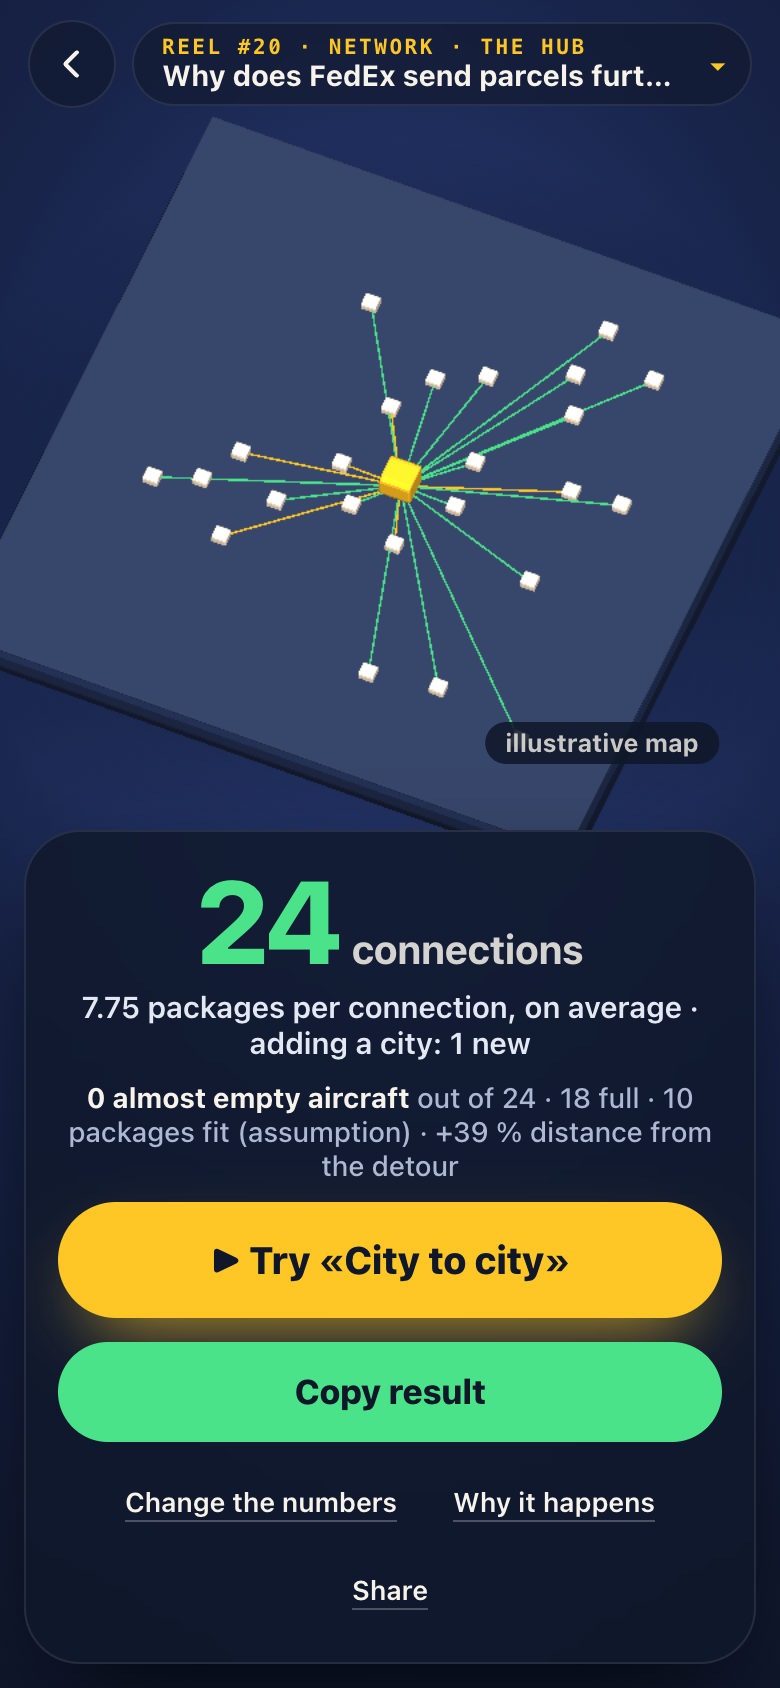 REEL #20 · NETWORK · THE HUB
Why does FedEx send parcels furt...
illustrative map
24 connections
7.75 packages per connection, on average ·
adding a city: 1 new
0 almost empty aircraft out of 24 · 18 full · 10
packages fit (assumption) · +39 % distance from
the detour
Try «City to city»
Copy result
Change the numbers
Why it happens
Share